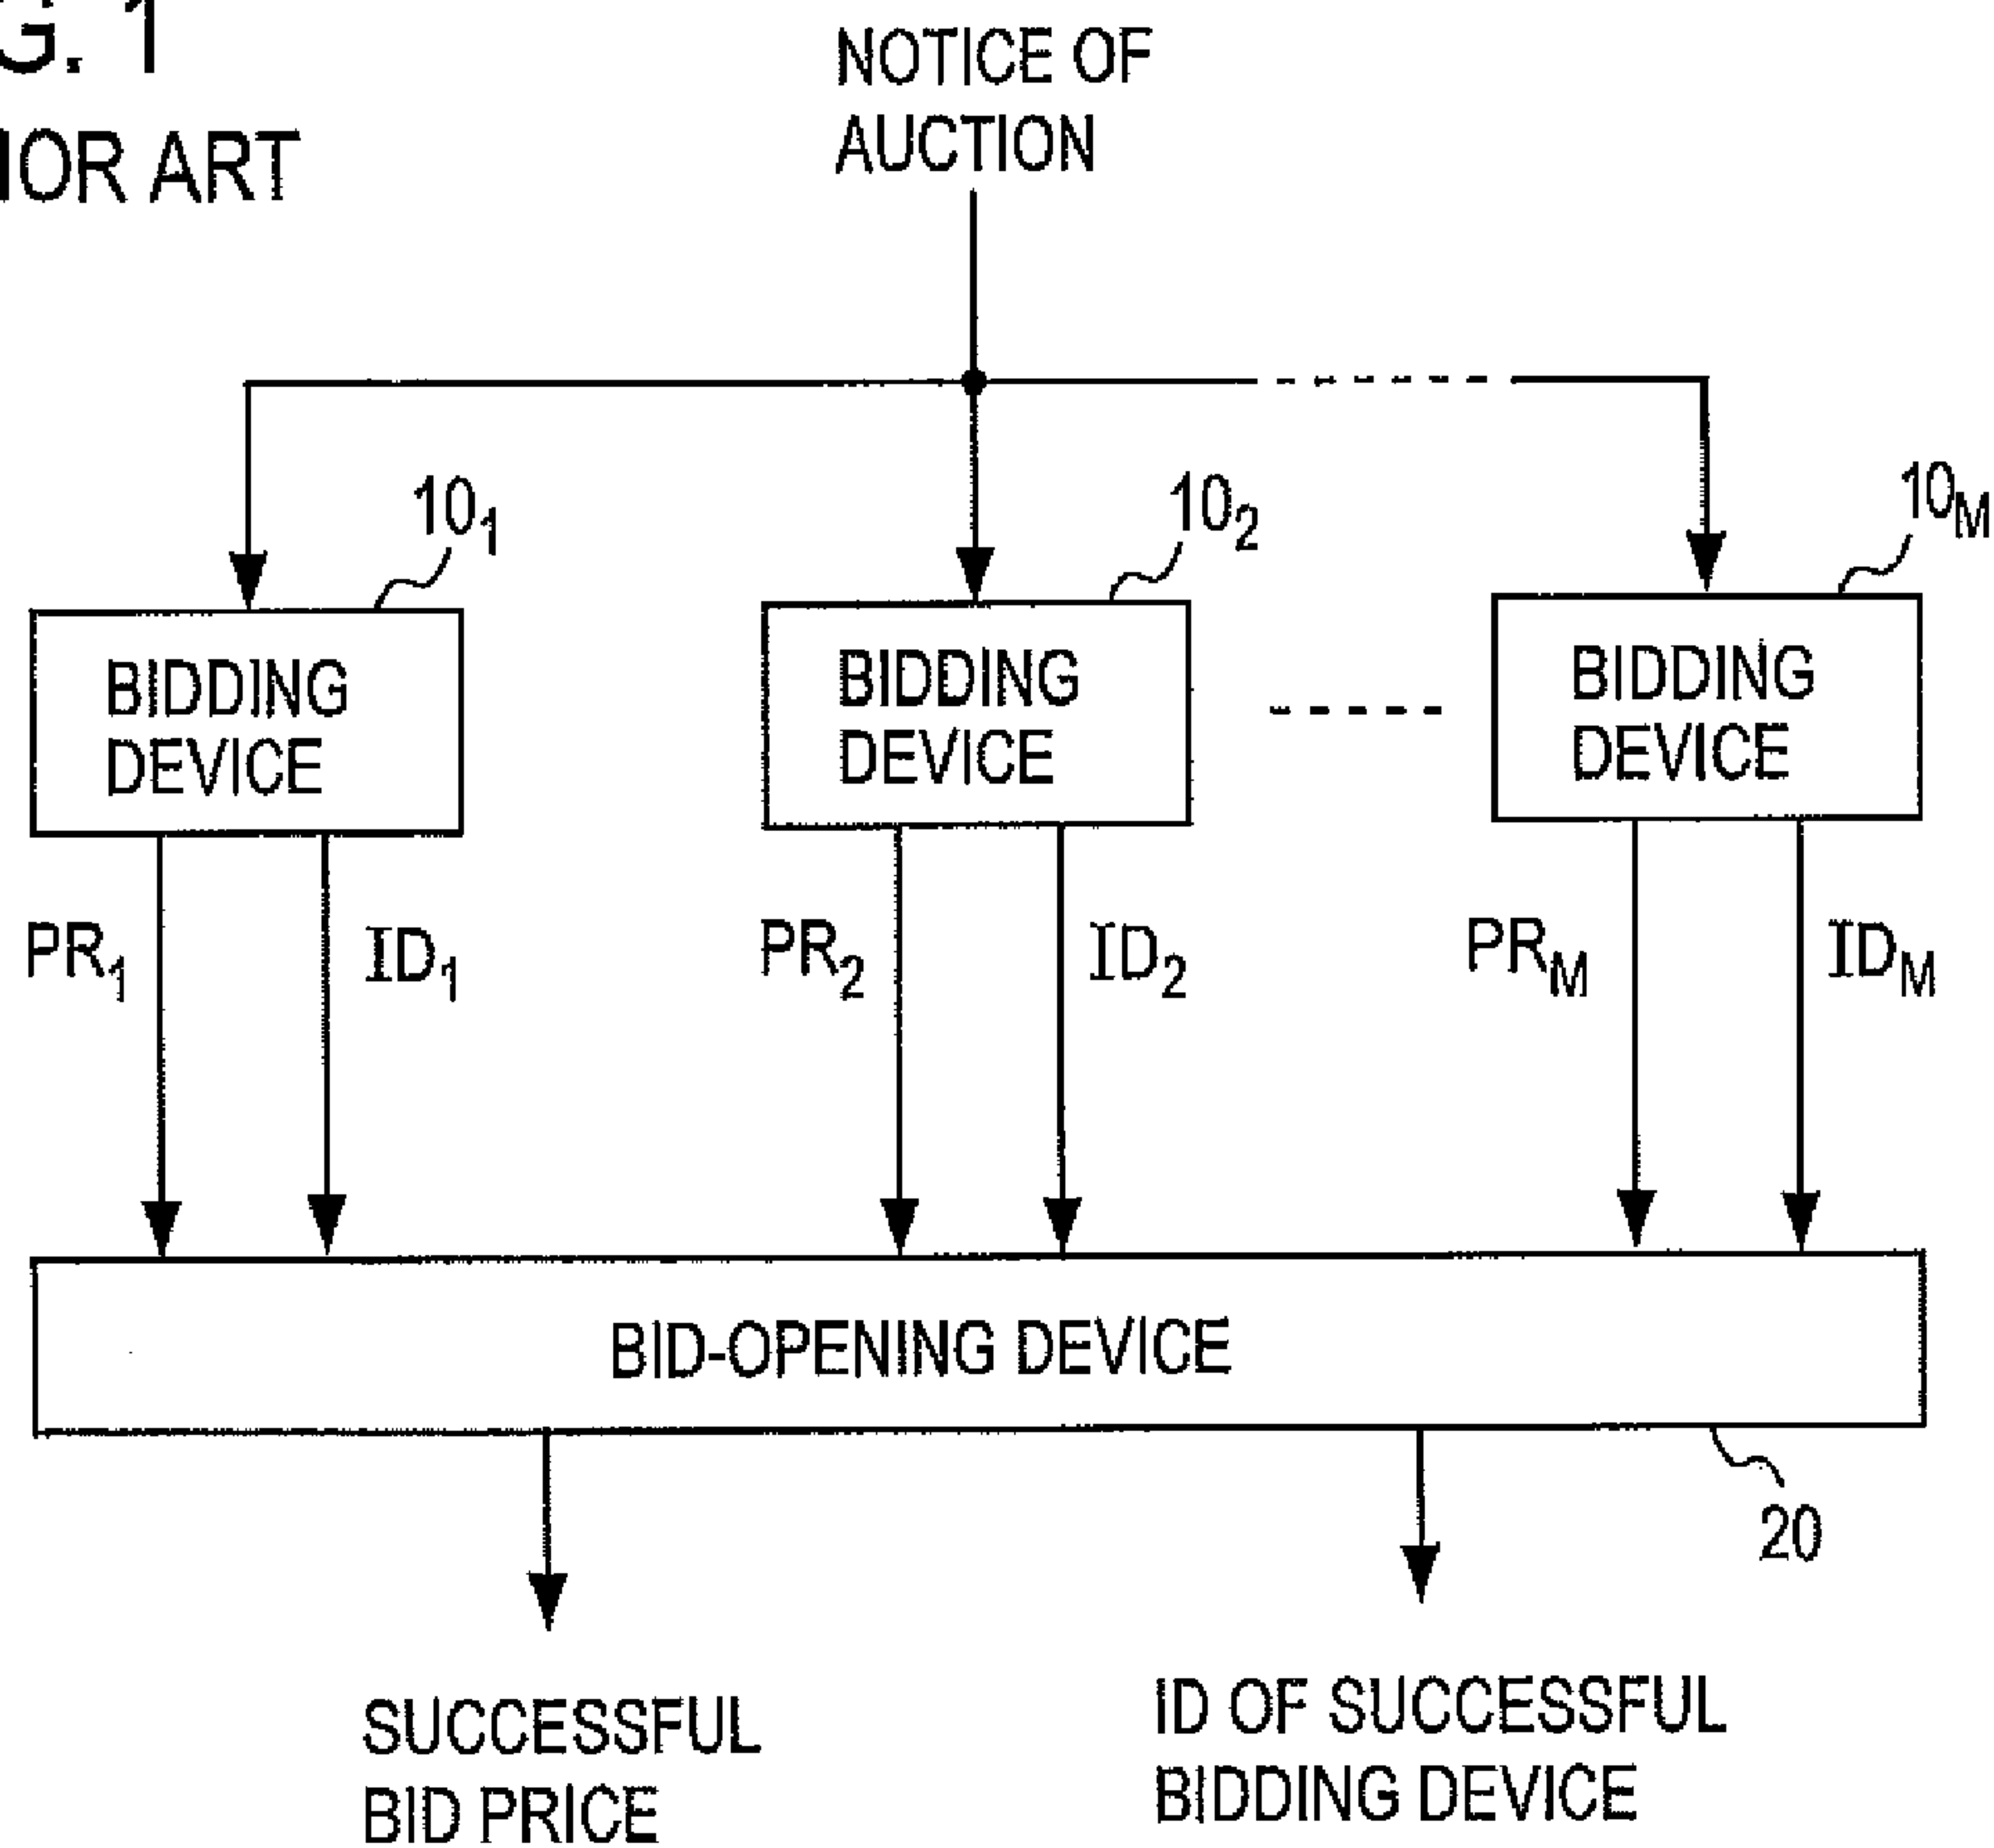 G. 1
IOR ART
NOTICE OF
AUCTION
10₁
10₂
10M
BIDDING
DEVICE
BIDDING
DEVICE
BIDDING
DEVICE
PR₁
ID₁
PR₂
ID₂
PRM
IDM
BID-OPENING DEVICE
20
SUCCESSFUL
BID PRICE
ID OF SUCCESSFUL
BIDDING DEVICE